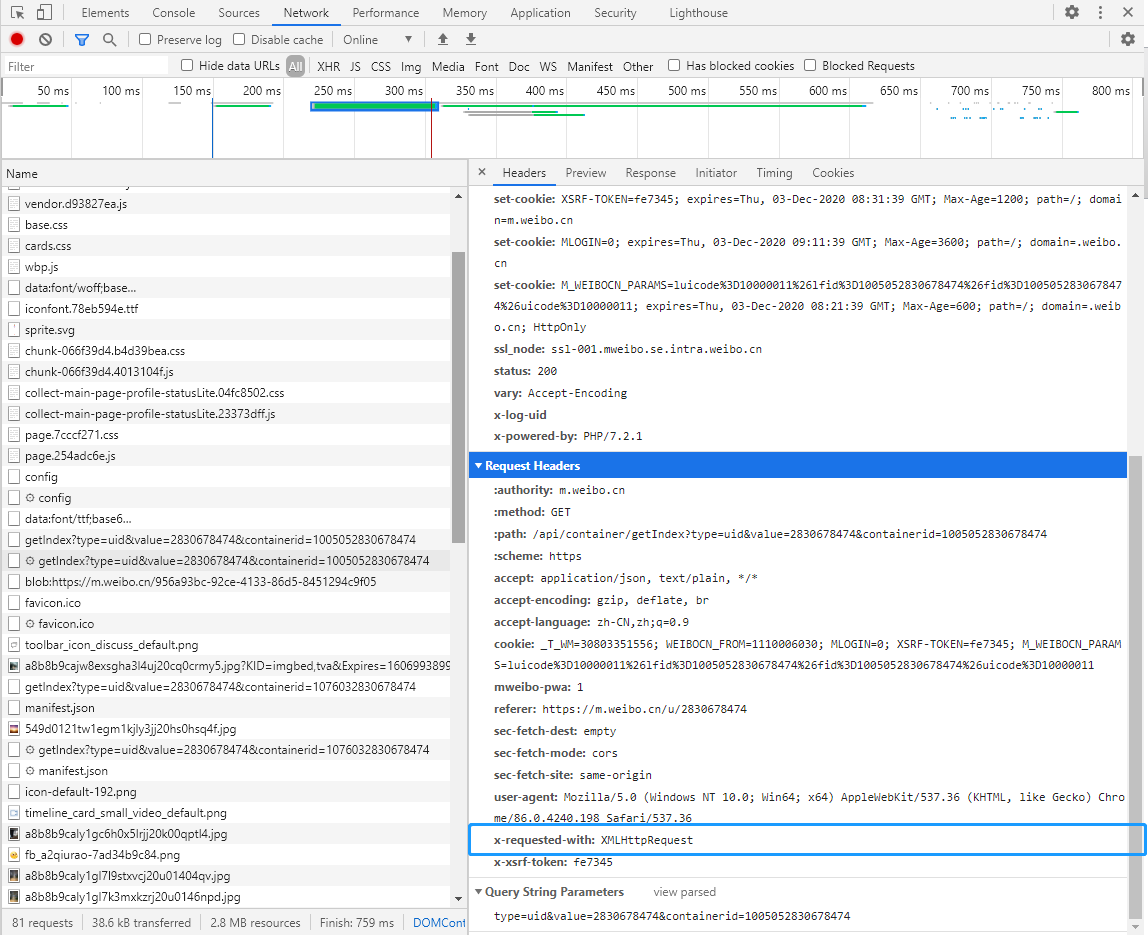 Elements Console Sources Network Performance Memory Application Security Lighthouse
Preserve log Disable cache Online
Filter Hide data URLs All XHR JS CSS Img Media Font Doc WS Manifest Other Has blocked cookies Blocked Requests
50 ms 100 ms 150 ms 200 ms 250 ms 300 ms 350 ms 400 ms 450 ms 500 ms 550 ms 600 ms 650 ms 700 ms 750 ms 800 ms
Name
vendor.d93827ea.js
base.css
cards.css
wbp.js
data:font/woff;base...
iconfont.78eb594e.ttf
sprite.svg
chunk-066f39d4.b4d39bea.css
chunk-066f39d4.4013104f.js
collect-main-page-profile-statusLite.04fc8502.css
collect-main-page-profile-statusLite.23373dff.js
page.7cccf271.css
page.254adc6e.js
config
config
data:font/ttf;base6...
getIndex?type=uid&value=2830678474&containerid=1005052830678474
getIndex?type=uid&value=2830678474&containerid=1005052830678474
blob:https://m.weibo.cn/956a93bc-92ce-4133-86d5-8451294c9f05
favicon.ico
favicon.ico
toolbar_icon_discuss_default.png
a8b8b9cajw8exsgha3l4uj20cq0crmy5.jpg?KID=imgbed,tva&Expires=1606993899
getIndex?type=uid&value=2830678474&containerid=1076032830678474
manifest.json
549d0121tw1egm1kjly3jj20hs0hsq4f.jpg
getIndex?type=uid&value=2830678474&containerid=1076032830678474
manifest.json
icon-default-192.png
timeline_card_small_video_default.png
a8b8b9caly1gc6h0x5lrjj20k00qptl4.jpg
fb_a2qiurao-7ad34b9c84.png
a8b8b9caly1gl7l9stxvcj20u01404qv.jpg
a8b8b9caly1gl7k3mxkzrj20u0146npd.jpg
81 requests 38.6 kB transferred 2.8 MB resources Finish: 759 ms DOMCont
Headers Preview Response Initiator Timing Cookies
set-cookie: XSRF-TOKEN=fe7345; expires=Thu, 03-Dec-2020 08:31:39 GMT; Max-Age=1200; path=/; domai
n=m.weibo.cn
set-cookie: MLOGIN=0; expires=Thu, 03-Dec-2020 09:11:39 GMT; Max-Age=3600; path=/; domain=.weibo.
cn
set-cookie: M_WEIBOCN_PARAMS=luicode%3D10000011%26lfid%3D1005052830678474%26fid%3D100505283067847
4%26uicode%3D10000011; expires=Thu, 03-Dec-2020 08:21:39 GMT; Max-Age=600; path=/; domain=.weib
o.cn; HttpOnly
ssl_node: ssl-001.mweibo.se.intra.weibo.cn
status: 200
vary: Accept-Encoding
x-log-uid
x-powered-by: PHP/7.2.1
Request Headers
:authority: m.weibo.cn
:method: GET
:path: /api/container/getIndex?type=uid&value=2830678474&containerid=1005052830678474
:scheme: https
accept: application/json, text/plain, */*
accept-encoding: gzip, deflate, br
accept-language: zh-CN,zh;q=0.9
cookie: _T_WM=30803351556; WEIBOCN_FROM=1110006030; MLOGIN=0; XSRF-TOKEN=fe7345; M_WEIBOCN_PARAM
S=luicode%3D10000011%26lfid%3D1005052830678474%26fid%3D1005052830678474%26uicode%3D10000011
mweibo-pwa: 1
referer: https://m.weibo.cn/u/2830678474
sec-fetch-dest: empty
sec-fetch-mode: cors
sec-fetch-site: same-origin
user-agent: Mozilla/5.0 (Windows NT 10.0; Win64; x64) AppleWebKit/537.36 (KHTML, like Gecko) Chro
me/86.0.4240.198 Safari/537.36
x-requested-with: XMLHttpRequest
x-xsrf-token: fe7345
Query String Parameters view parsed
type=uid&value=2830678474&containerid=1005052830678474